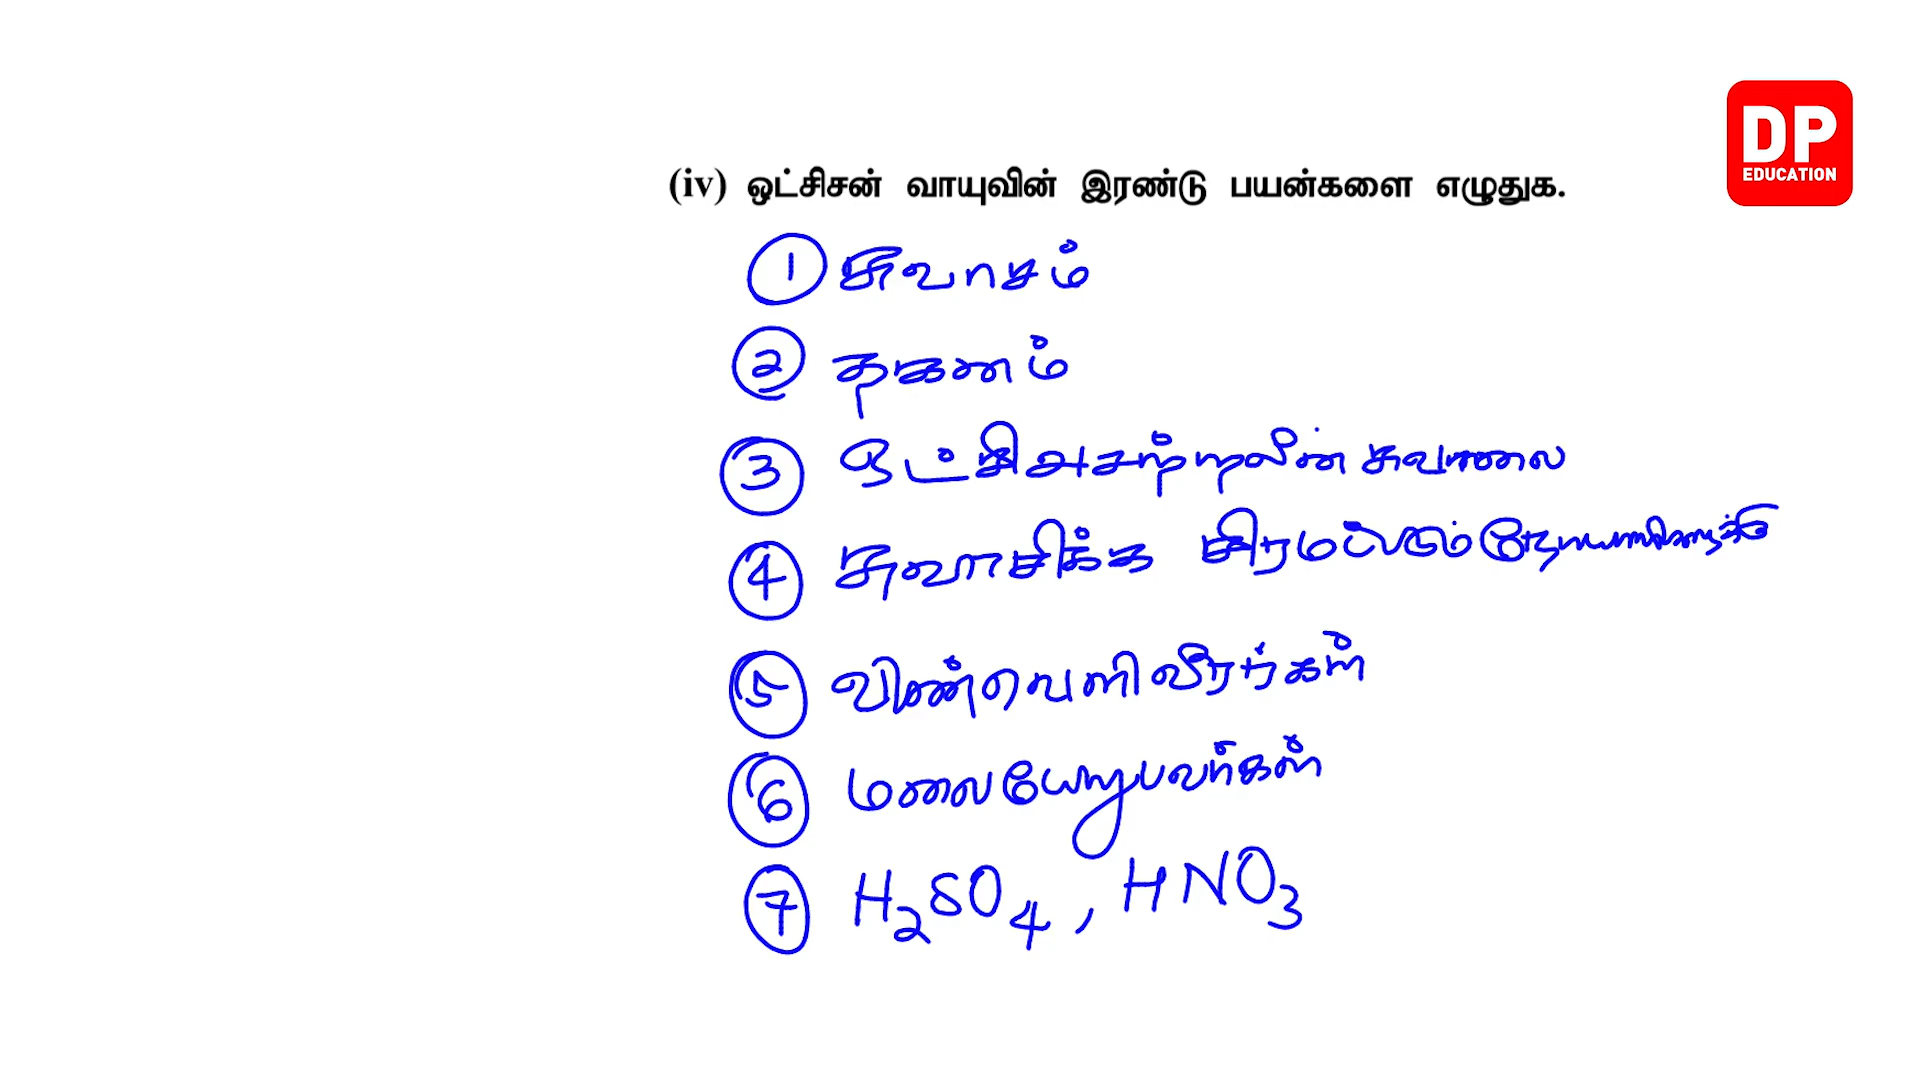 DP
EDUCATION
(iv) ஒட்சிசன் வாயுவின் இரண்டு பயன்களை எழுதுக.
1 சுவாசம்
2 தகனம்
3 ஒட்சிஅசற்றலின் சுவாலை
4 சுவாசிக்க சிரமப்படும் நோயாளிகளுக்கு
5 விண்வெளி வீரர்கள்
6 மலையேறுபவர்கள்
7 H₂SO₄, HNO₃